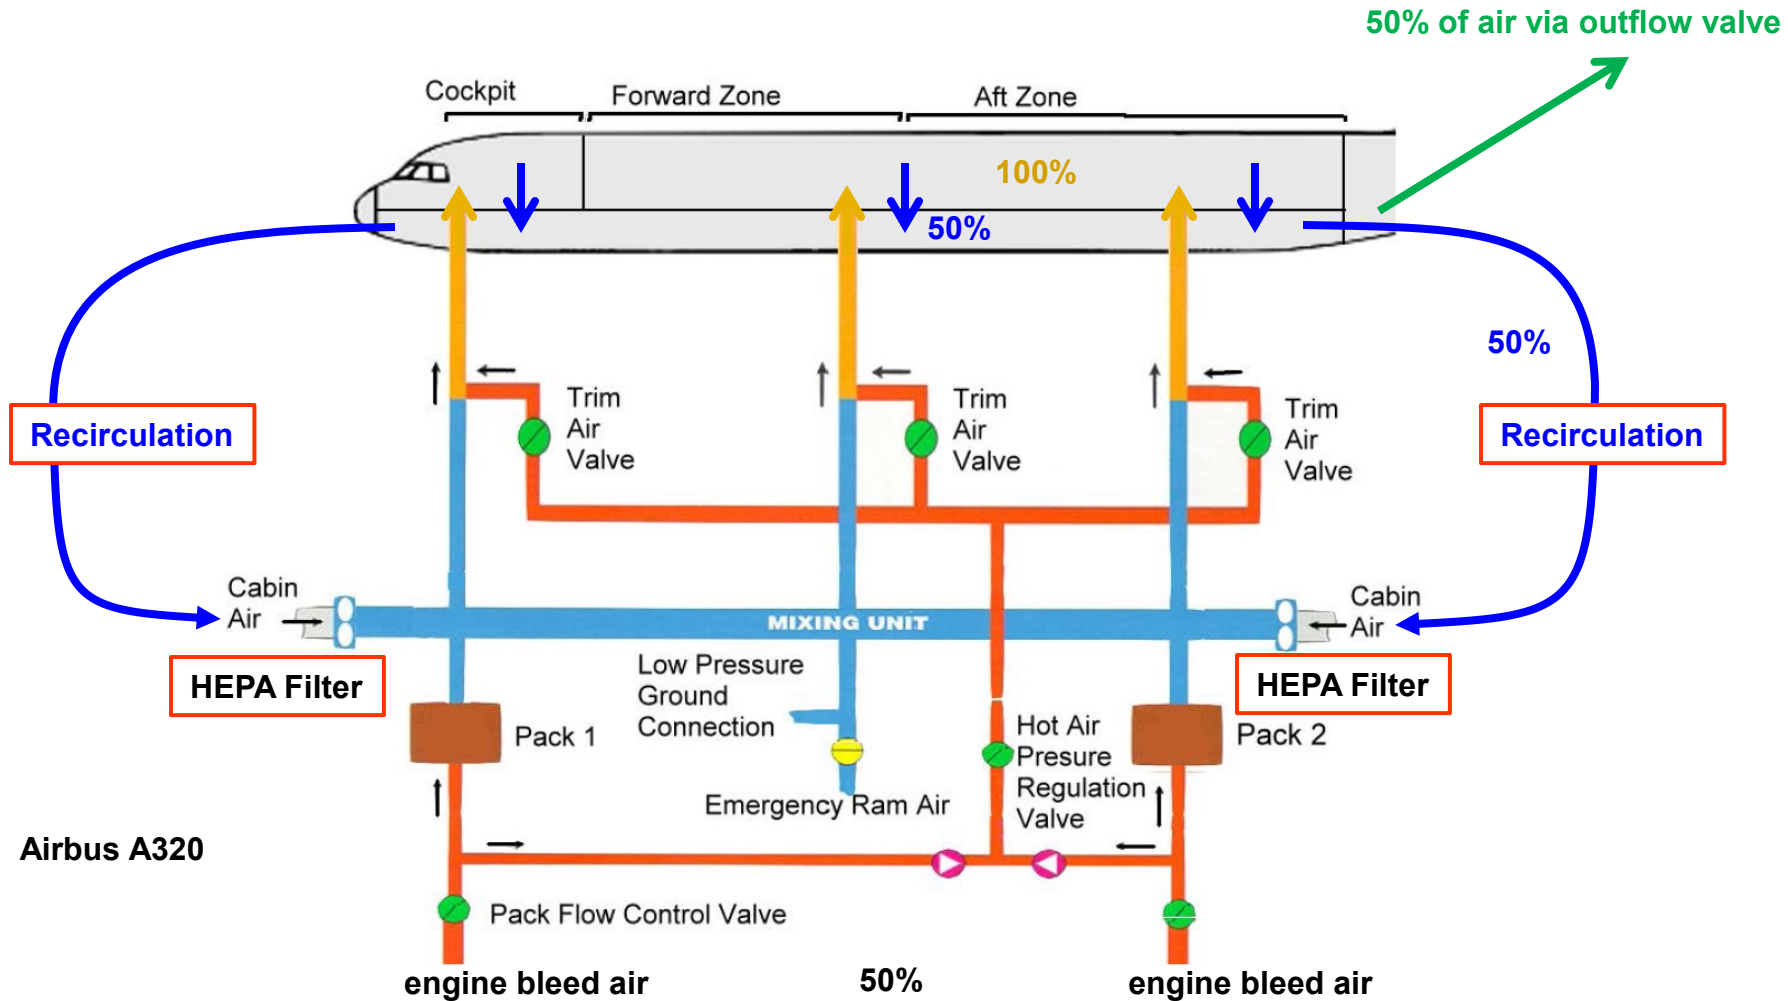 50% of air via outflow valve
Cockpit
Forward Zone
Aft Zone
100%
50%
50%
Recirculation
Trim
Air
Valve
Trim
Air
Valve
Trim
Air
Valve
Recirculation
Cabin
Air
MIXING UNIT
Cabin
Air
HEPA Filter
Low Pressure
Ground
Connection
HEPA Filter
Pack 1
Hot Air
Presure
Regulation
Valve
Pack 2
Emergency Ram Air
Airbus A320
Pack Flow Control Valve
engine bleed air
50%
engine bleed air